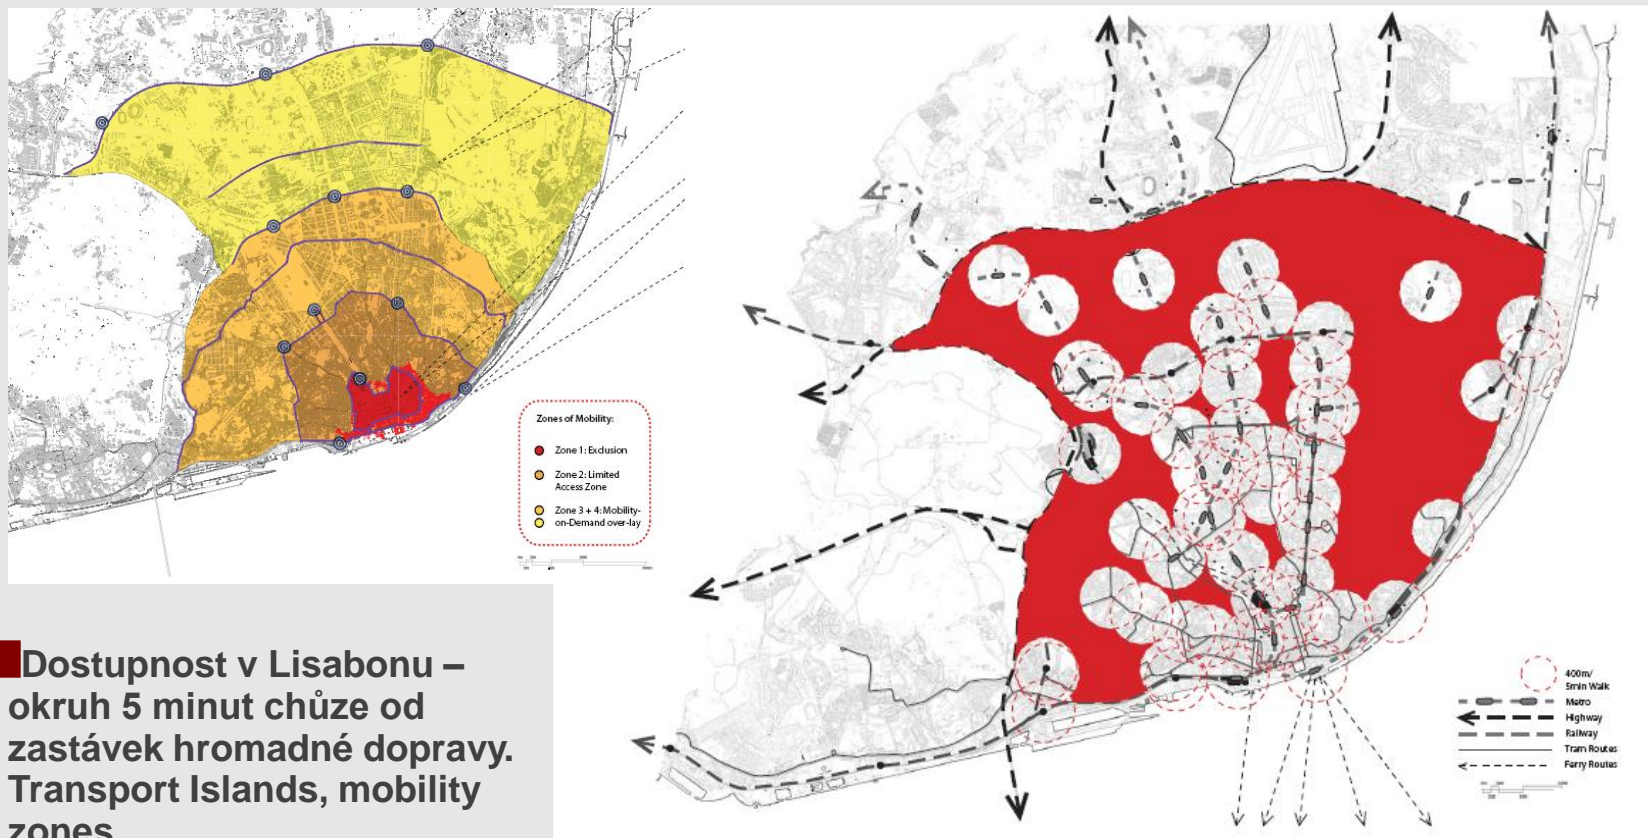 Zones of Mobility:
Zone 1: Exclusion
Zone 2: Limited
Access Zone
Zone 3 + 4: Mobility-
on-Demand over-lay
Dostupnost v Lisabonu –
okruh 5 minut chůze od
zastávek hromadné dopravy.
Transport Islands, mobility
zones
400m/
5min Walk
Metro
Highway
Railway
Tram Routes
Ferry Routes